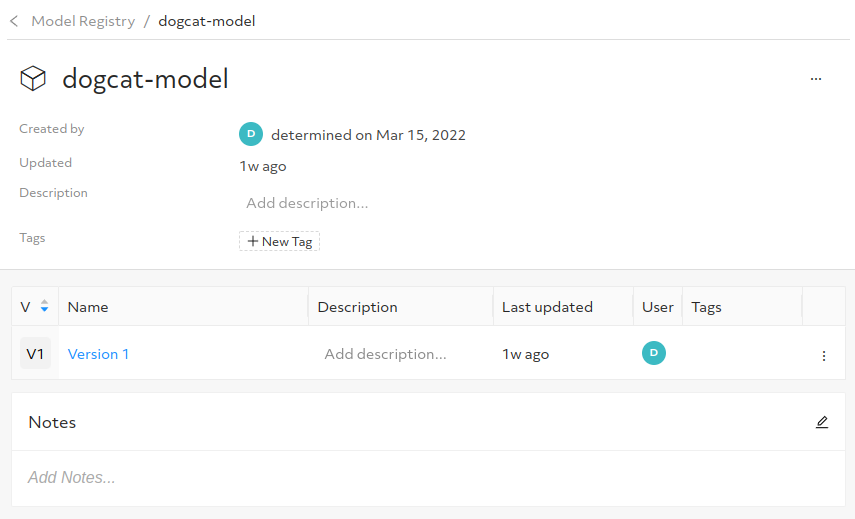 Model Registry / dogcat-model
dogcat-model
...
Created by D determined on Mar 15, 2022
Updated 1w ago
Description Add description...
Tags + New Tag
V Name Description Last updated User Tags
V1 Version 1 Add description... 1w ago D
Notes
Add Notes...